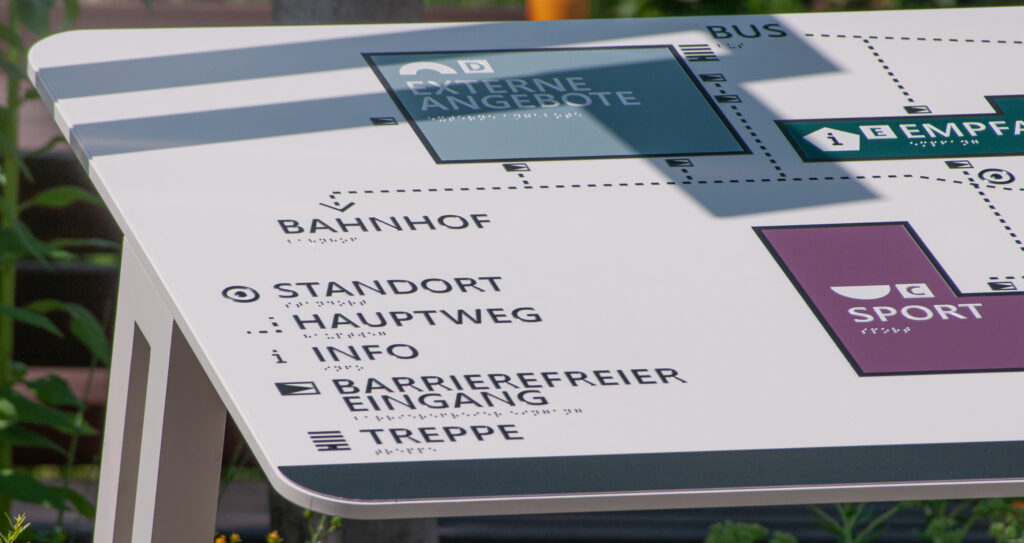 BUS
D
EXTERNE
ANGEBOTE
i E EMPFA
BAHNHOF
C
SPORT
STANDORT
HAUPTWEG
i INFO
BARRIEREFREIER
EINGANG
TREPPE